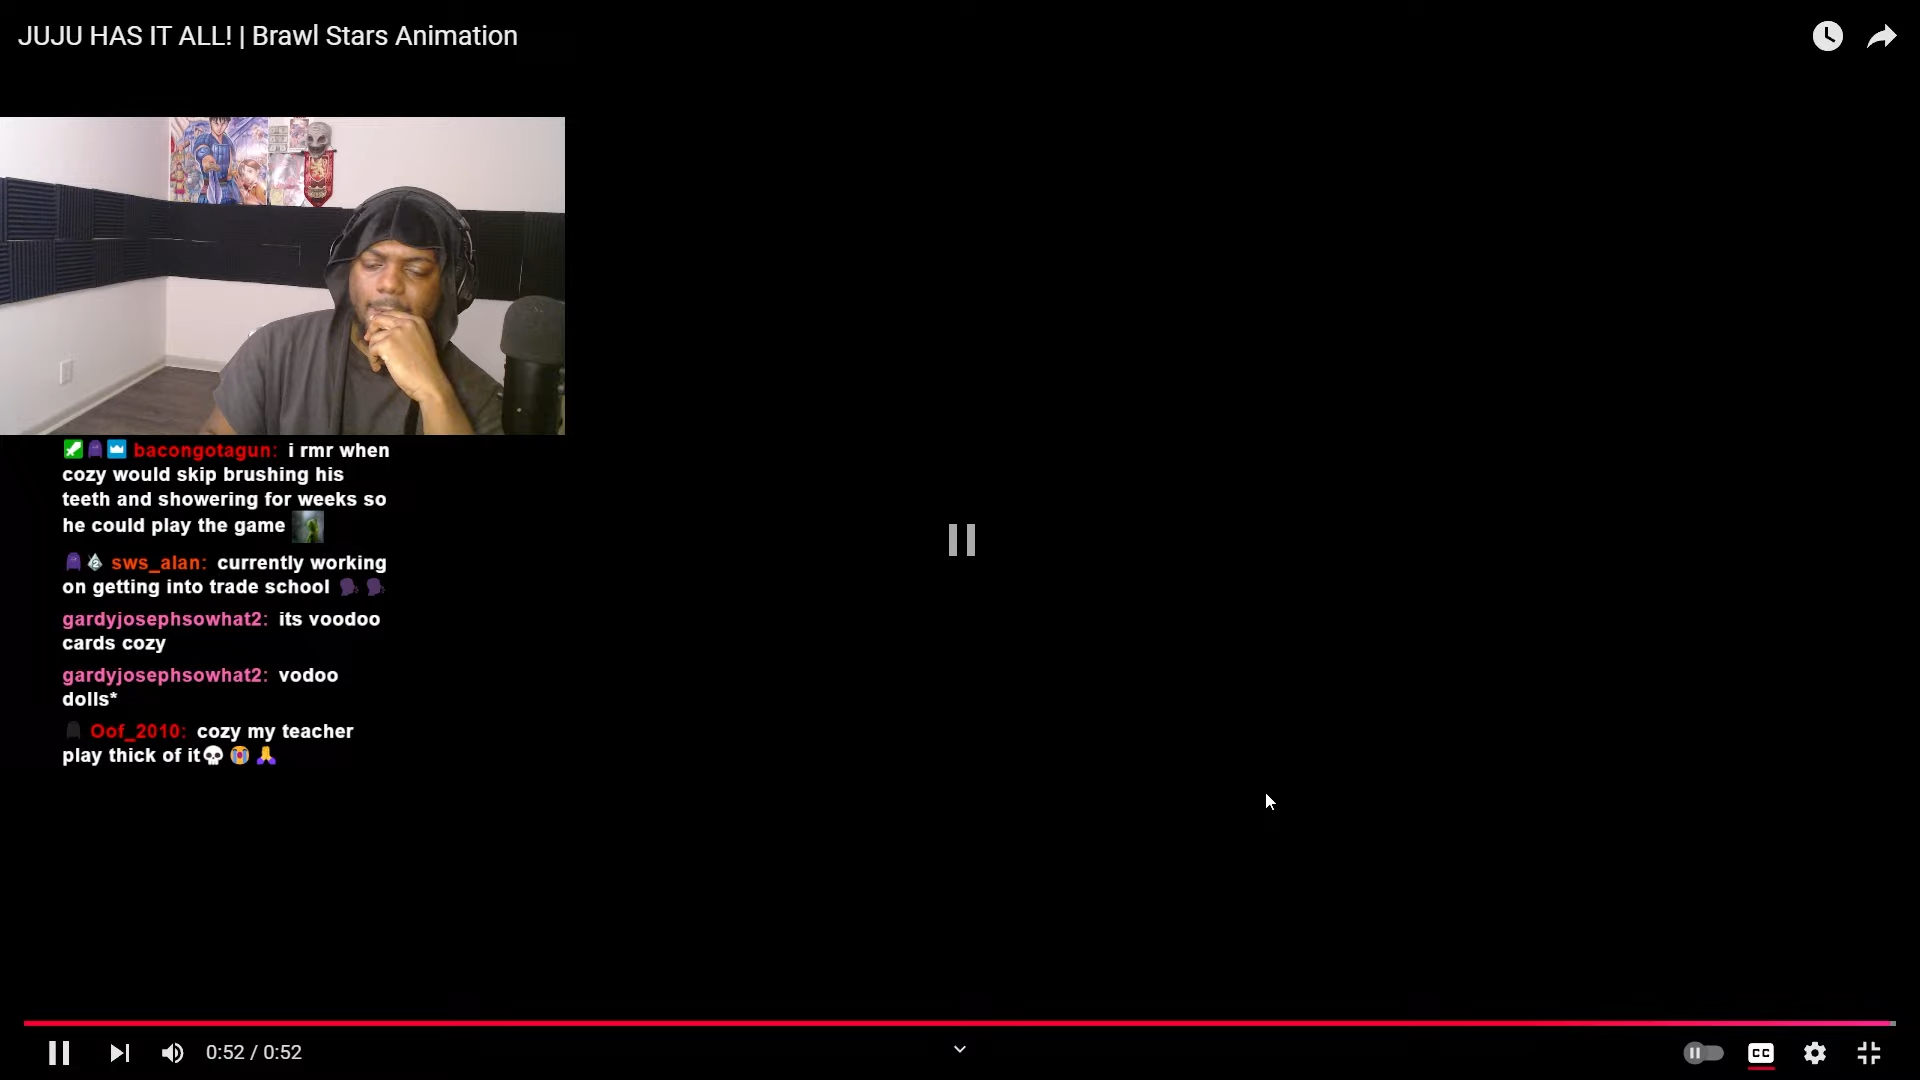 JUJU HAS IT ALL! | Brawl Stars Animation
bacongotagun: i rmr when
cozy would skip brushing his
teeth and showering for weeks so
he could play the game
sws_alan: currently working
on getting into trade school
gardyjosephsowhat2: its voodoo
cards cozy
gardyjosephsowhat2: vodoo
dolls*
Oof_2010: cozy my teacher
play thick of it💀😭🙏
0:52 / 0:52
CC